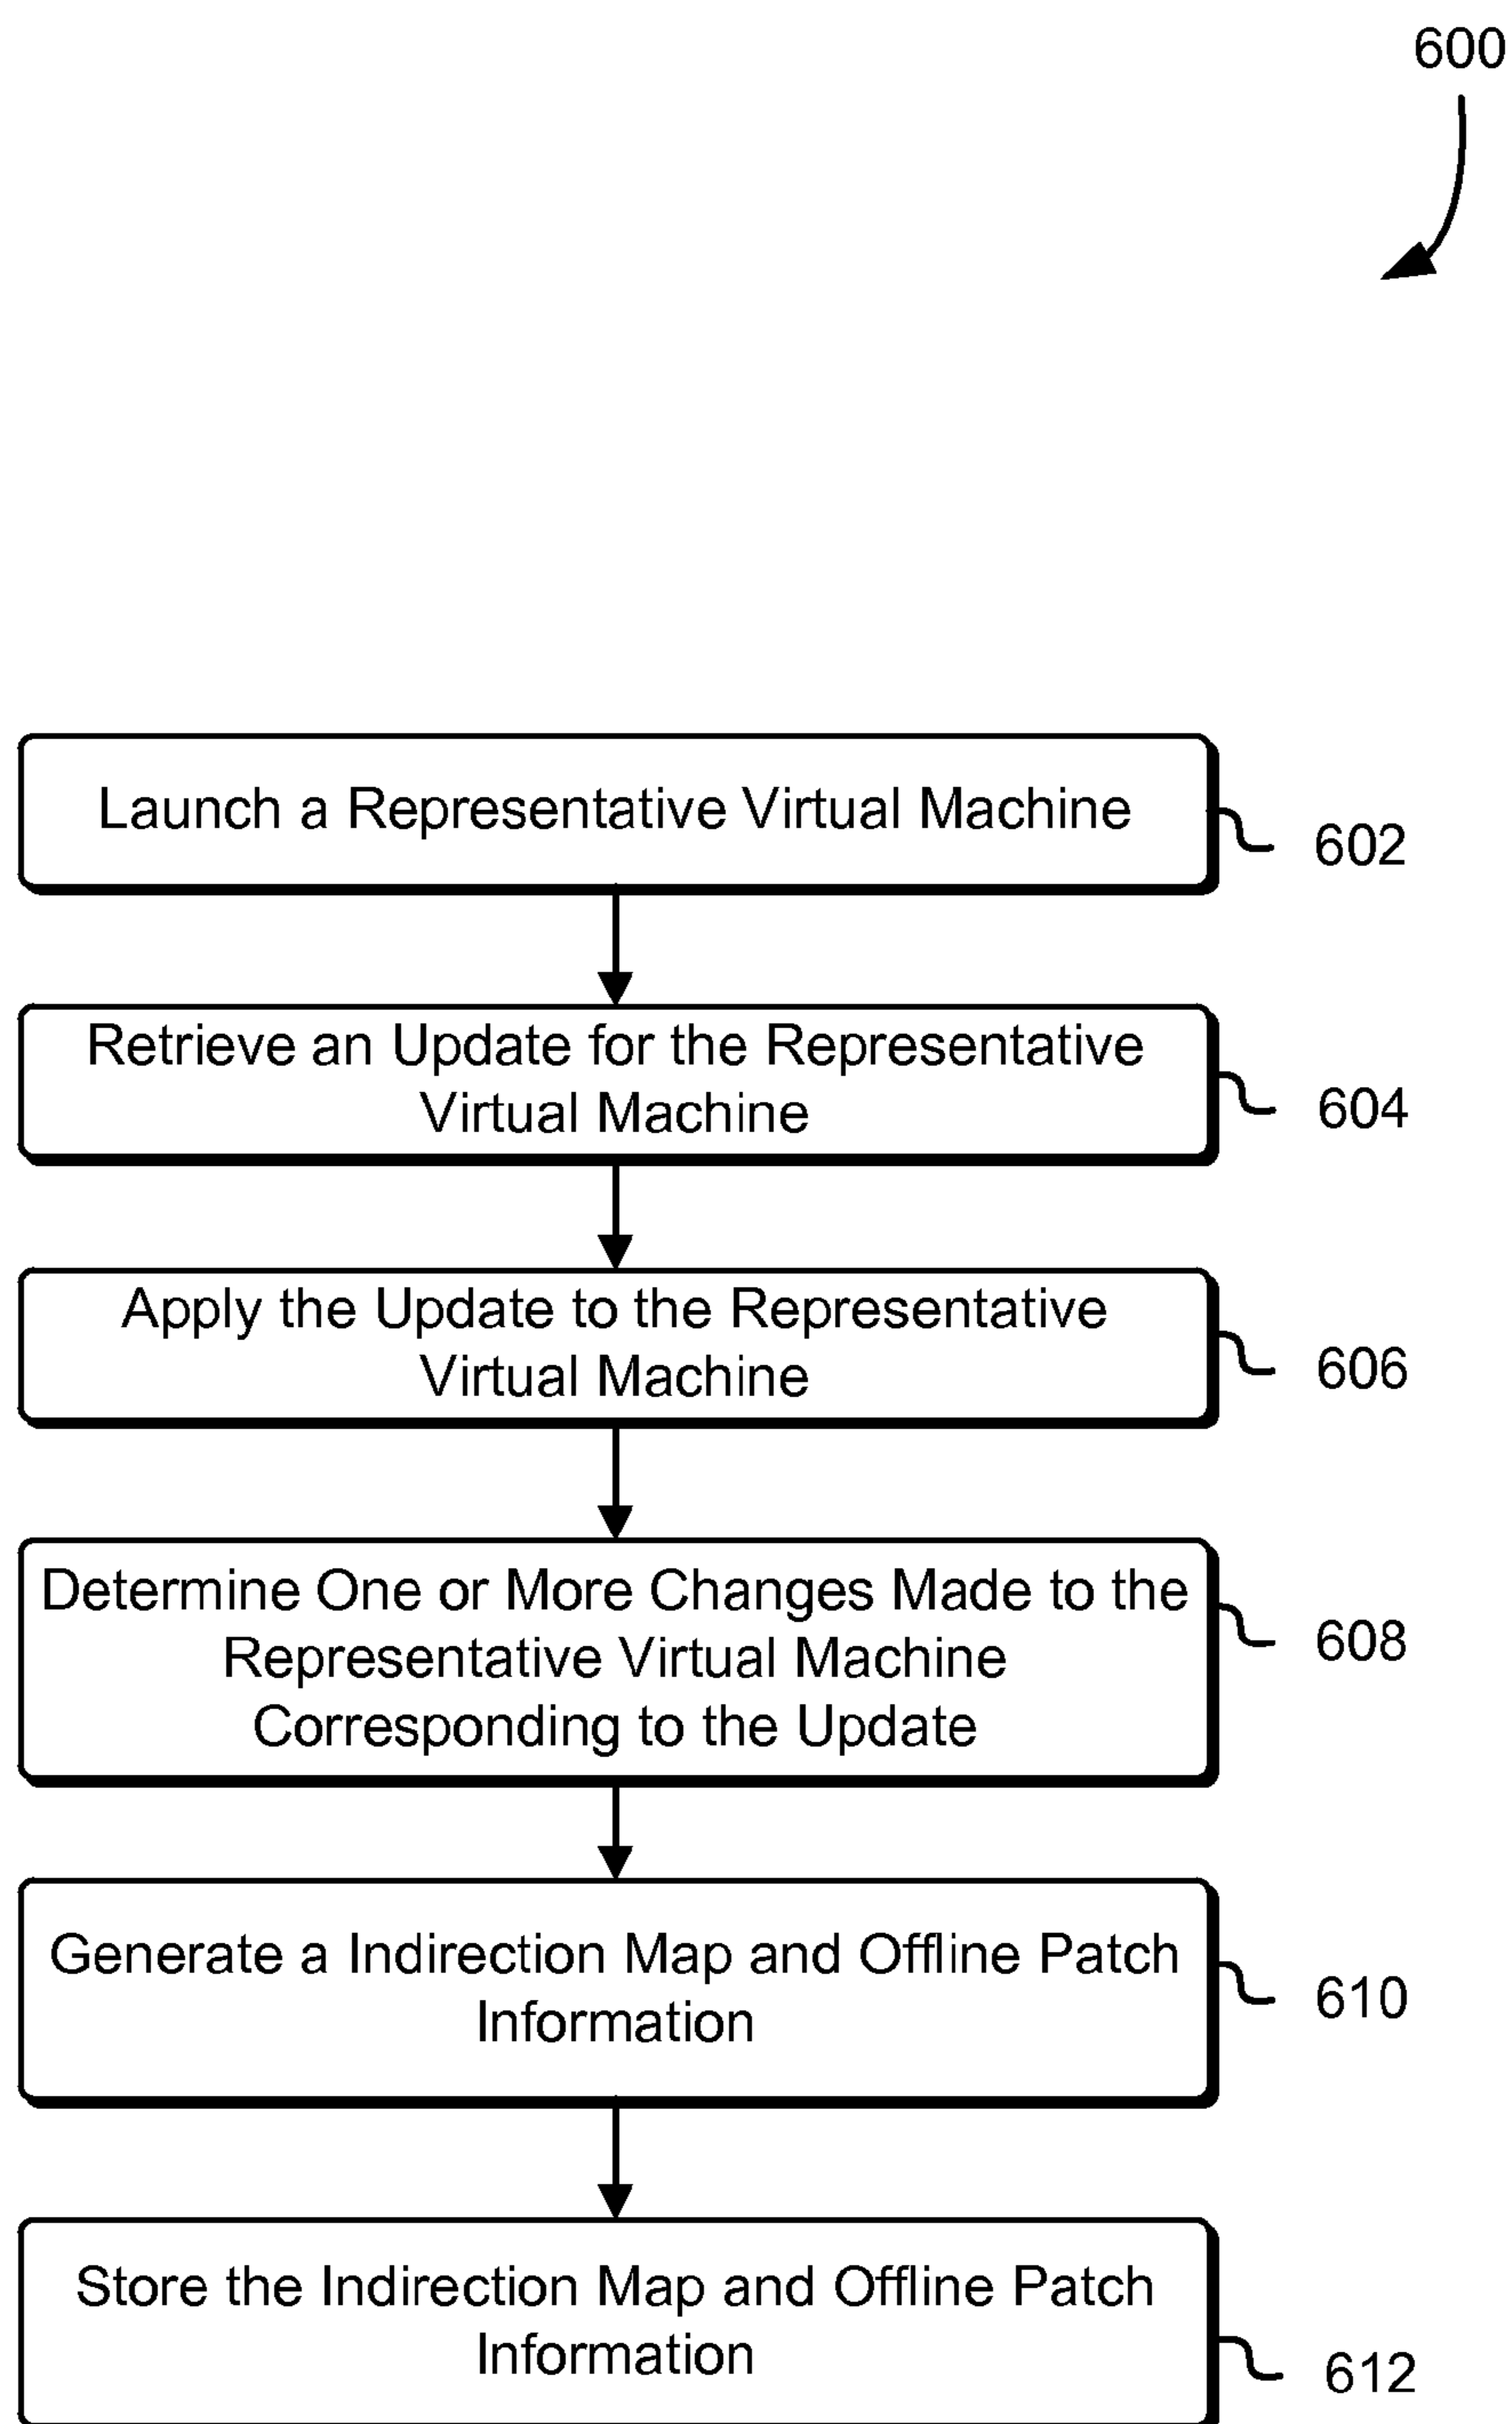 600
Launch a Representative Virtual Machine
602
Retrieve an Update for the Representative
Virtual Machine
604
Apply the Update to the Representative
Virtual Machine
606
Determine One or More Changes Made to the
Representative Virtual Machine
Corresponding to the Update
608
Generate a Indirection Map and Offline Patch
Information
610
Store the Indirection Map and Offline Patch
Information
612